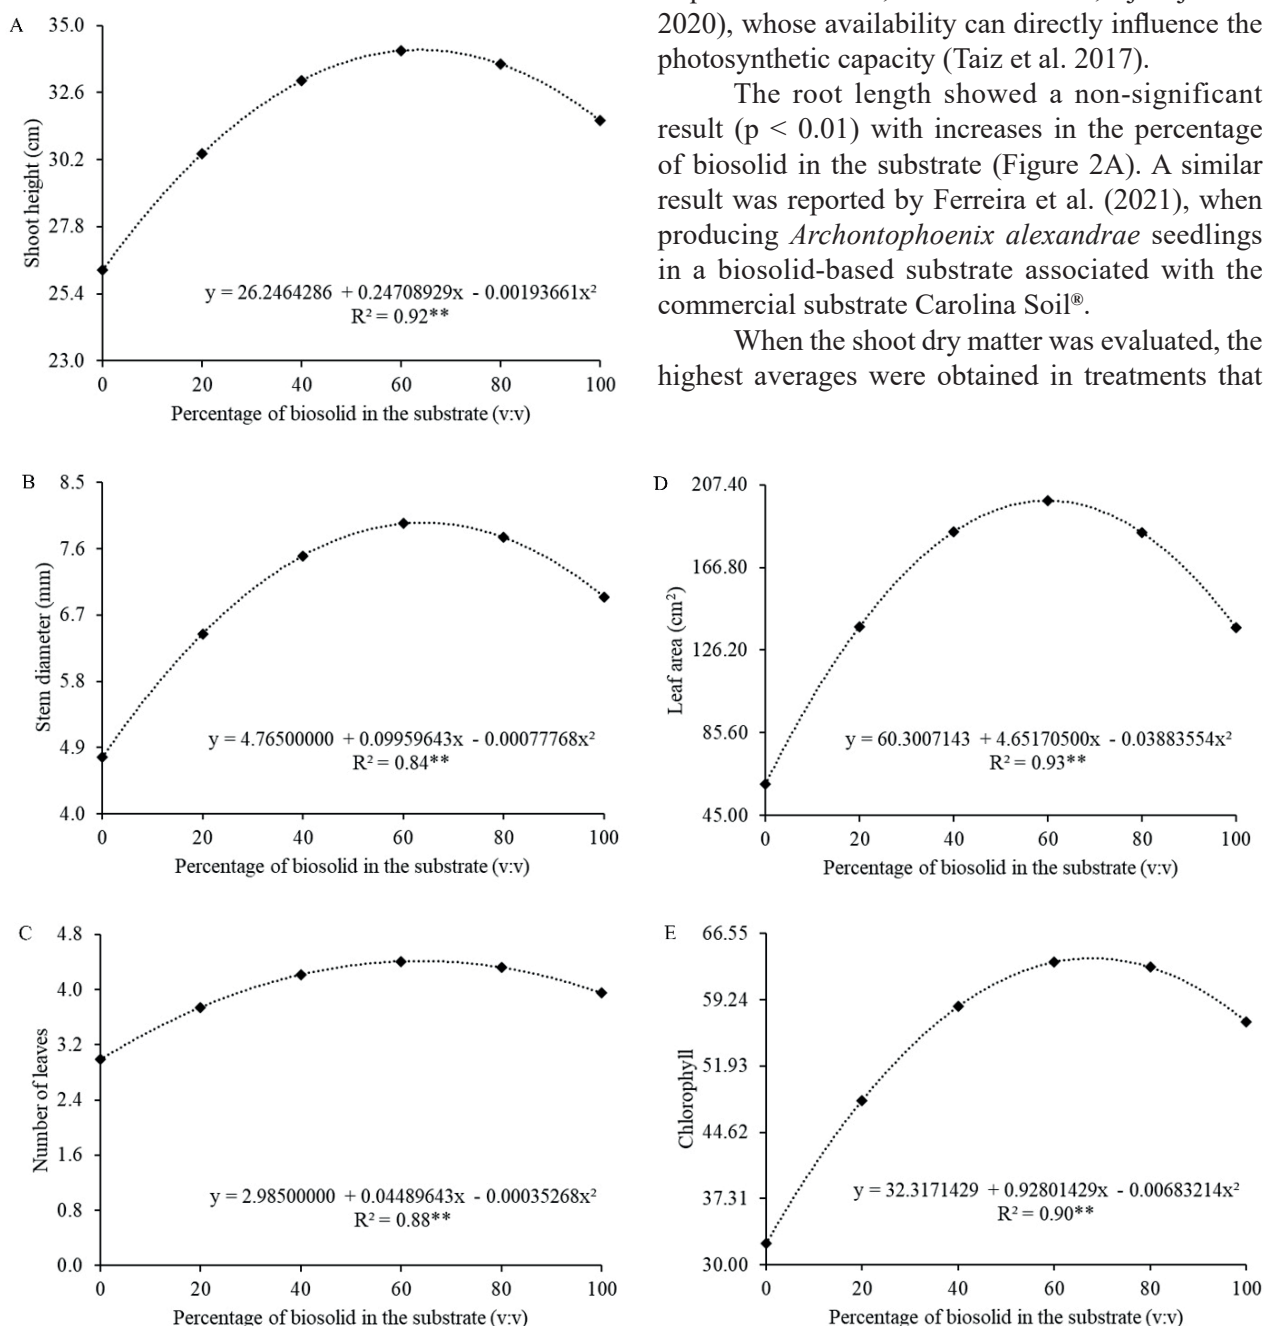 A
35.0
32.6
30.2
27.8
25.4
23.0
Shoot height (cm)
y = 26.2464286 + 0.24708929x - 0.00193661x²
R² = 0.92**
0 20 40 60 80 100
Percentage of biosolid in the substrate (v:v)
2020), whose availability can directly influence the
photosynthetic capacity (Taiz et al. 2017).
The root length showed a non-significant
result (p < 0.01) with increases in the percentage
of biosolid in the substrate (Figure 2A). A similar
result was reported by Ferreira et al. (2021), when
producing Archontophoenix alexandrae seedlings
in a biosolid-based substrate associated with the
commercial substrate Carolina Soil®.
When the shoot dry matter was evaluated, the
highest averages were obtained in treatments that
B
8.5
7.6
6.7
5.8
4.9
4.0
Stem diameter (mm)
y = 4.76500000 + 0.09959643x - 0.00077768x²
R² = 0.84**
0 20 40 60 80 100
Percentage of biosolid in the substrate (v:v)
D
207.40
166.80
126.20
85.60
45.00
Leaf area (cm²)
y = 60.3007143 + 4.65170500x - 0.03883554x²
R² = 0.93**
0 20 40 60 80 100
Percentage of biosolid in the substrate (v:v)
C
4.8
4.0
3.2
2.4
1.6
0.8
0.0
Number of leaves
y = 2.98500000 + 0.04489643x - 0.00035268x²
R² = 0.88**
0 20 40 60 80 100
Percentage of biosolid in the substrate (v:v)
E
66.55
59.24
51.93
44.62
37.31
30.00
Chlorophyll
y = 32.3171429 + 0.92801429x - 0.00683214x²
R² = 0.90**
0 20 40 60 80 100
Percentage of biosolid in the substrate (v:v)